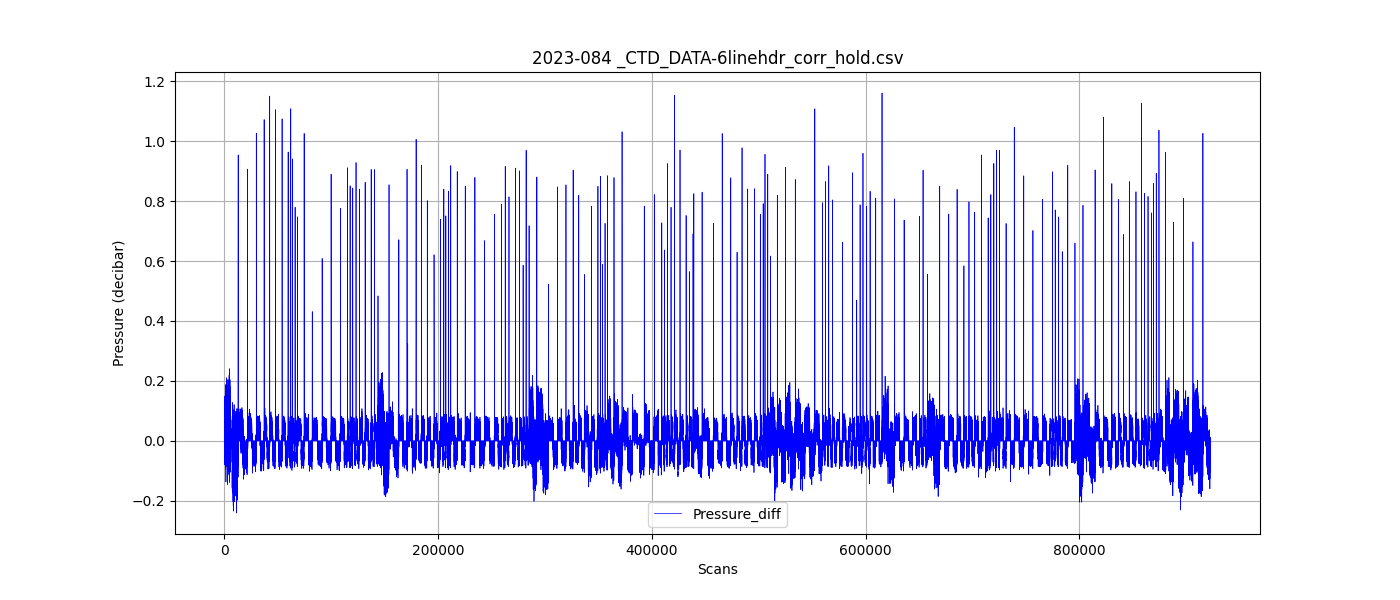 2023-084 _CTD_DATA-6linehdr_corr_hold.csv
1.2
1.0
0.8
0.6
0.4
0.2
0.0
−0.2
Pressure (decibar)
Pressure_diff
0 200000 400000 600000 800000
Scans